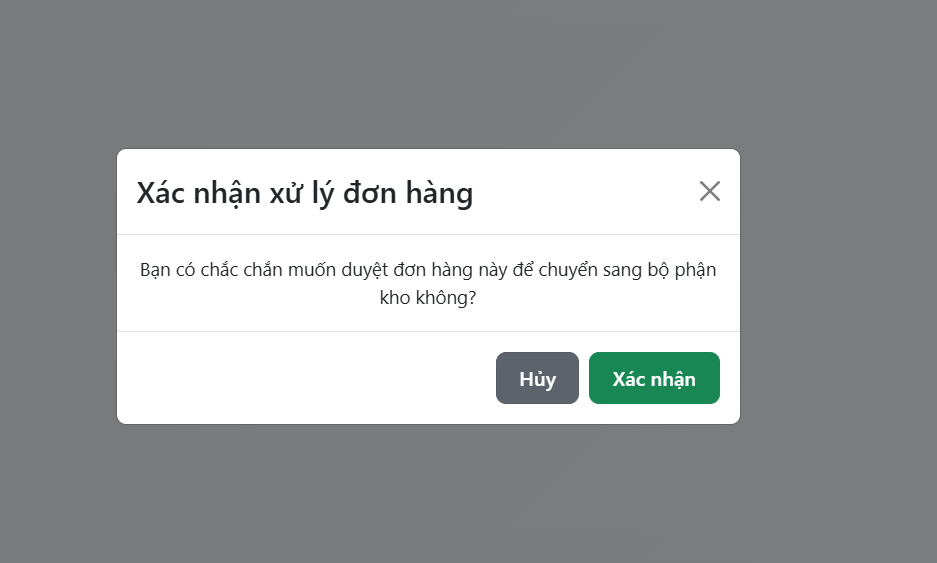 Xác nhận xử lý đơn hàng
Bạn có chắc chắn muốn duyệt đơn hàng này để chuyển sang bộ phận
kho không?
Hủy
Xác nhận